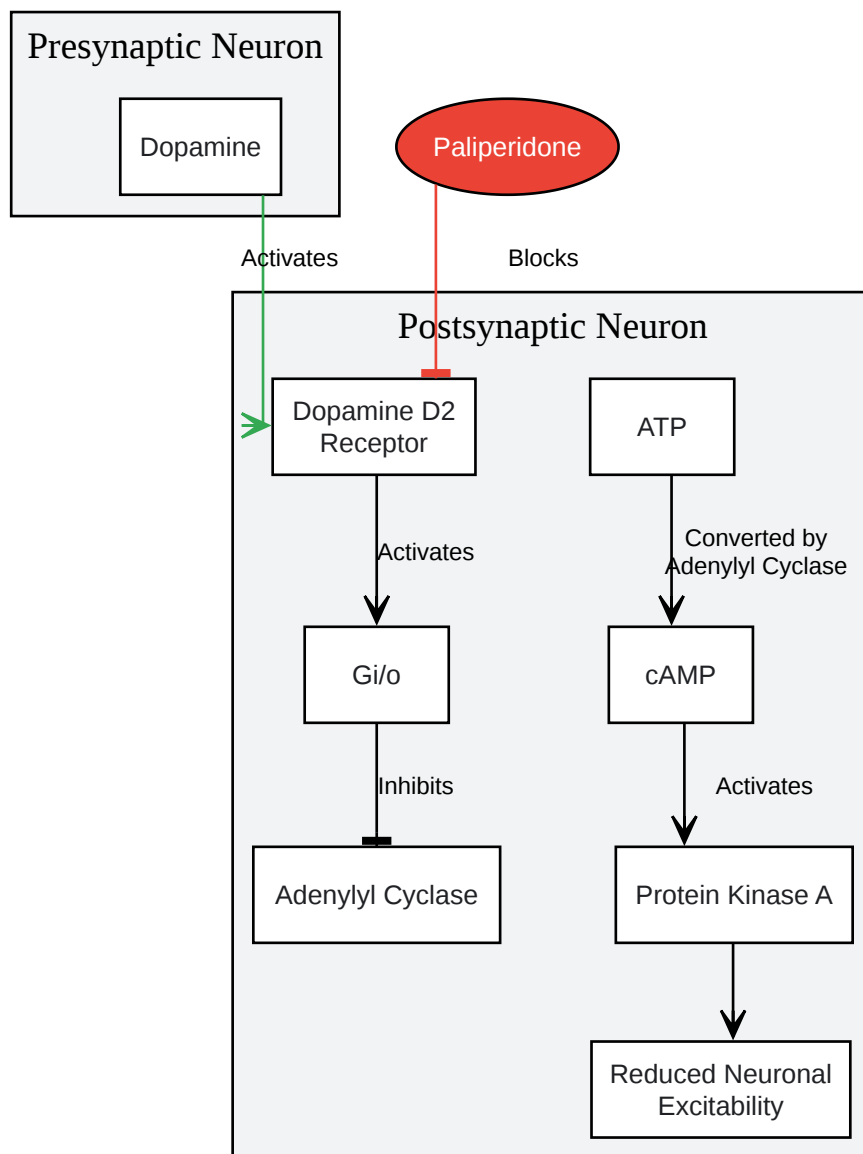 Presynaptic Neuron
Dopamine
Paliperidone
Activates
Blocks
Postsynaptic Neuron
Dopamine D2
Receptor
ATP
Activates
Converted by
Adenylyl Cyclase
Gi/o
cAMP
Inhibits
Activates
Adenylyl Cyclase
Protein Kinase A
Reduced Neuronal
Excitability